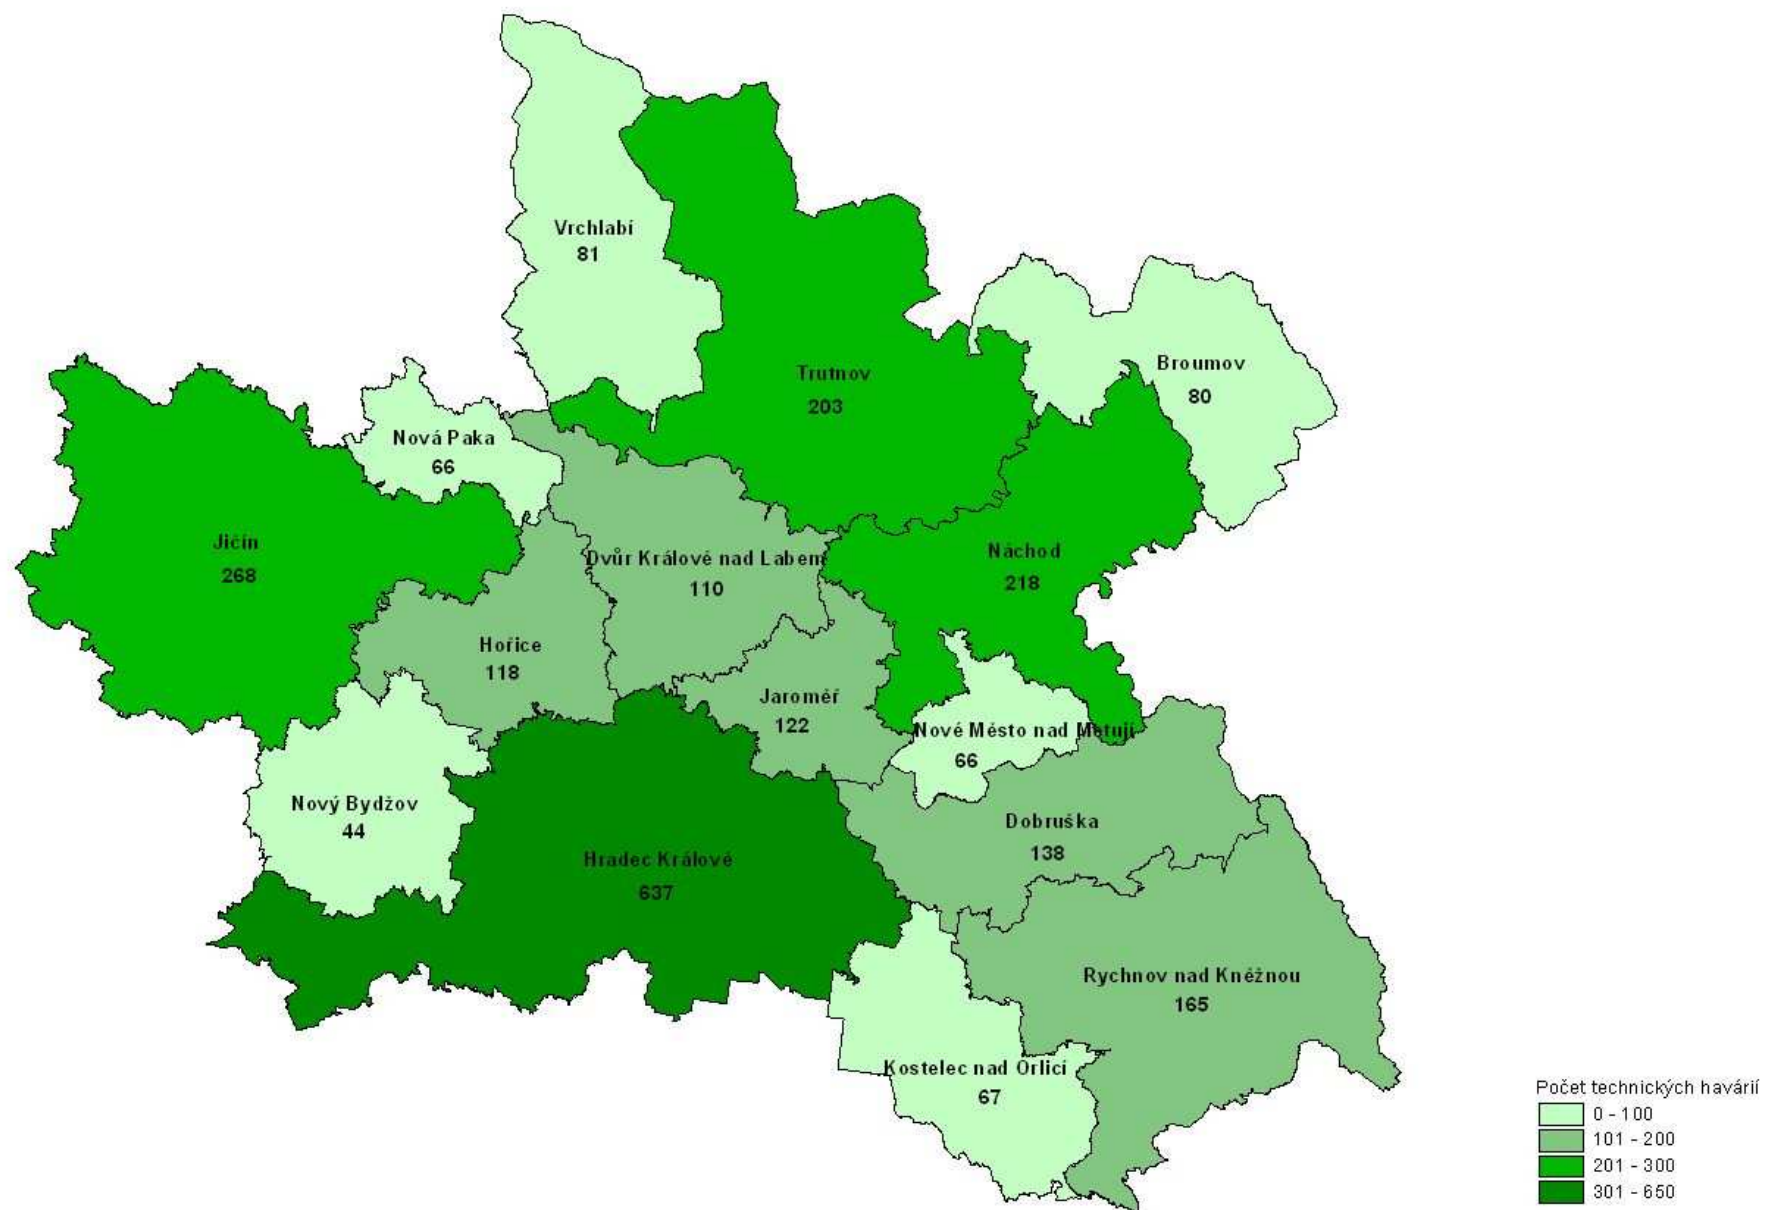 Vrchlabí
81
Trutnov
203
Broumov
80
Nová Paka
66
Jičín
268
Dvůr Králové nad Labem
110
Náchod
218
Hořice
118
Jaroměř
122
Nové Město nad Metují
66
Nový Bydžov
44
Dobruška
138
Hradec Králové
637
Rychnov nad Kněžnou
165
Kostelec nad Orlicí
67
Počet technických havárií
0 - 100
101 - 200
201 - 300
301 - 650